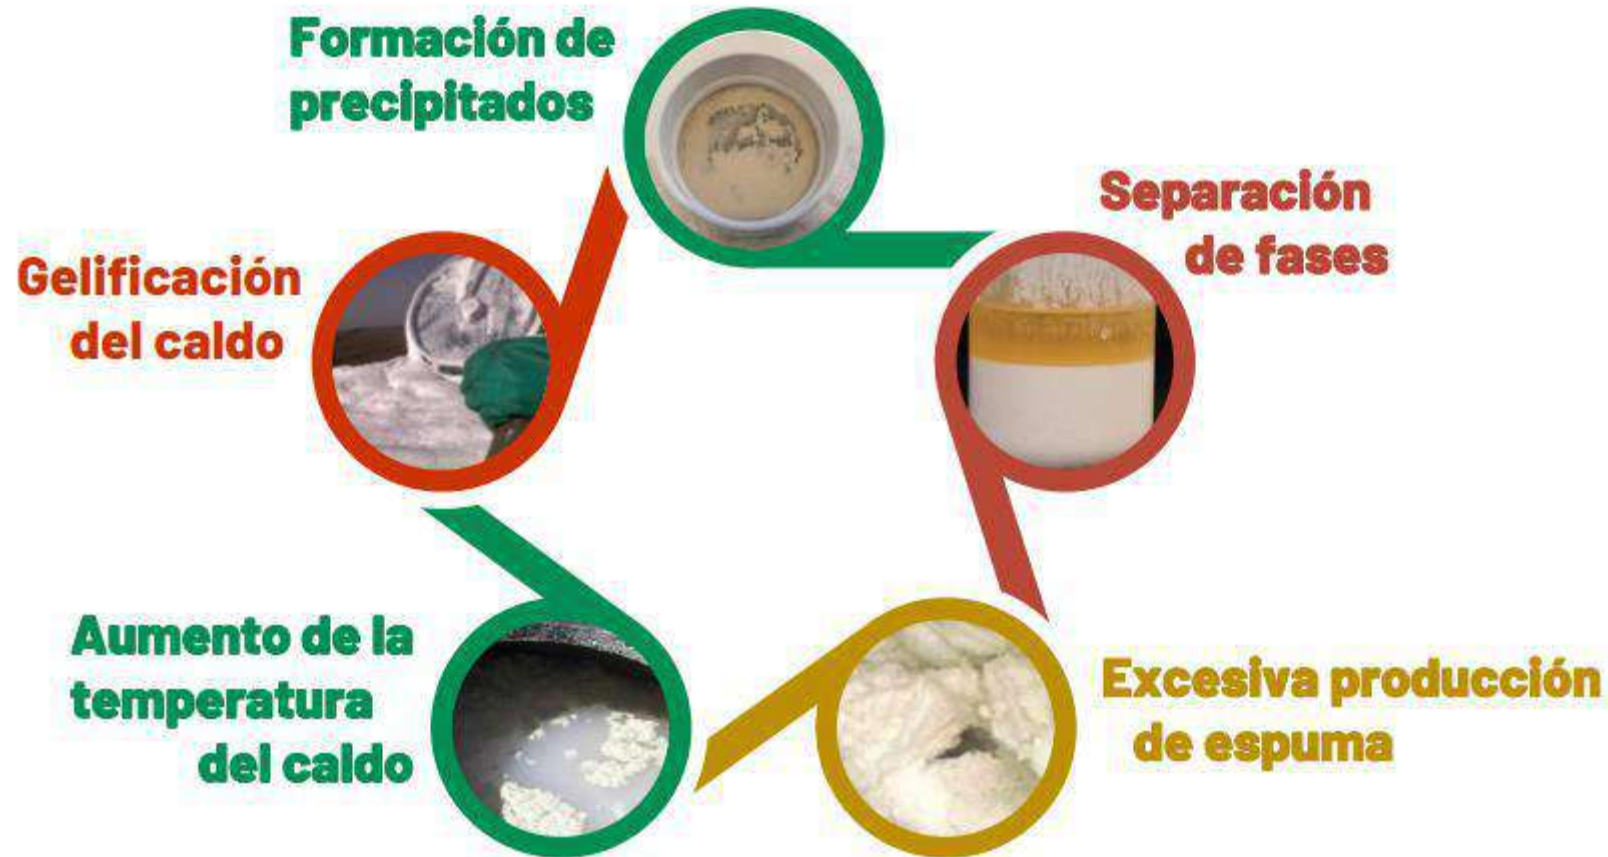 Formación de
precipitados
Separación
de fases
Gelificación
del caldo
Aumento de la
temperatura
del caldo
Excesiva producción
de espuma